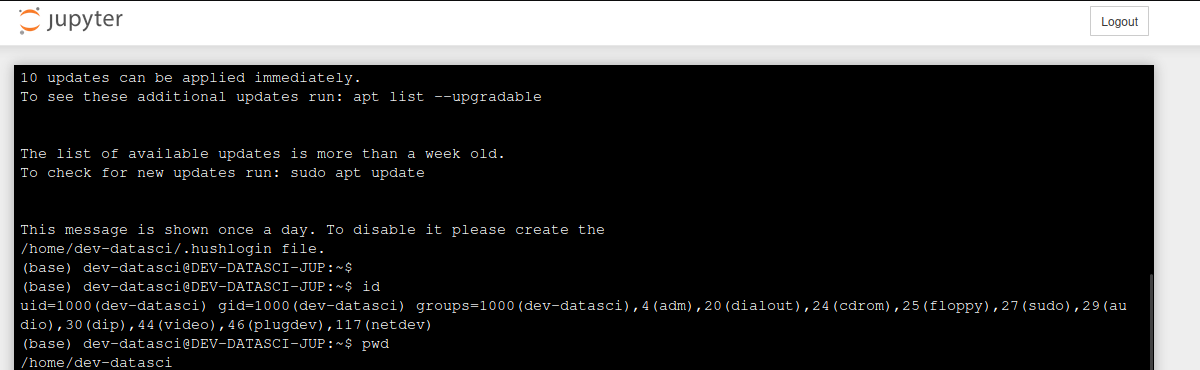 jupyter
Logout
10 updates can be applied immediately.
To see these additional updates run: apt list --upgradable
The list of available updates is more than a week old.
To check for new updates run: sudo apt update
This message is shown once a day. To disable it please create the
/home/dev-datasci/.hushlogin file.
(base) dev-datasci@DEV-DATASCI-JUP:~$
(base) dev-datasci@DEV-DATASCI-JUP:~$ id
uid=1000(dev-datasci) gid=1000(dev-datasci) groups=1000(dev-datasci),4(adm),20(dialout),24(cdrom),25(floppy),27(sudo),29(au
dio),30(dip),44(video),46(plugdev),117(netdev)
(base) dev-datasci@DEV-DATASCI-JUP:~$ pwd
/home/dev-datasci